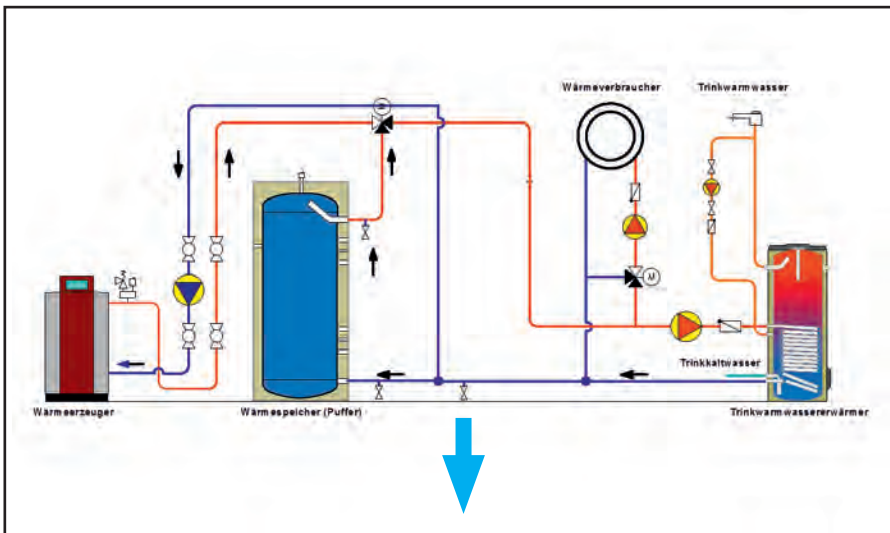 Wärmeverbraucher
Trinkwarmwasser
M
M
Trinkkaltwasser
Wärmeerzeuger
Wärmespeicher (Puffer)
Trinkwarmwassererwärmer